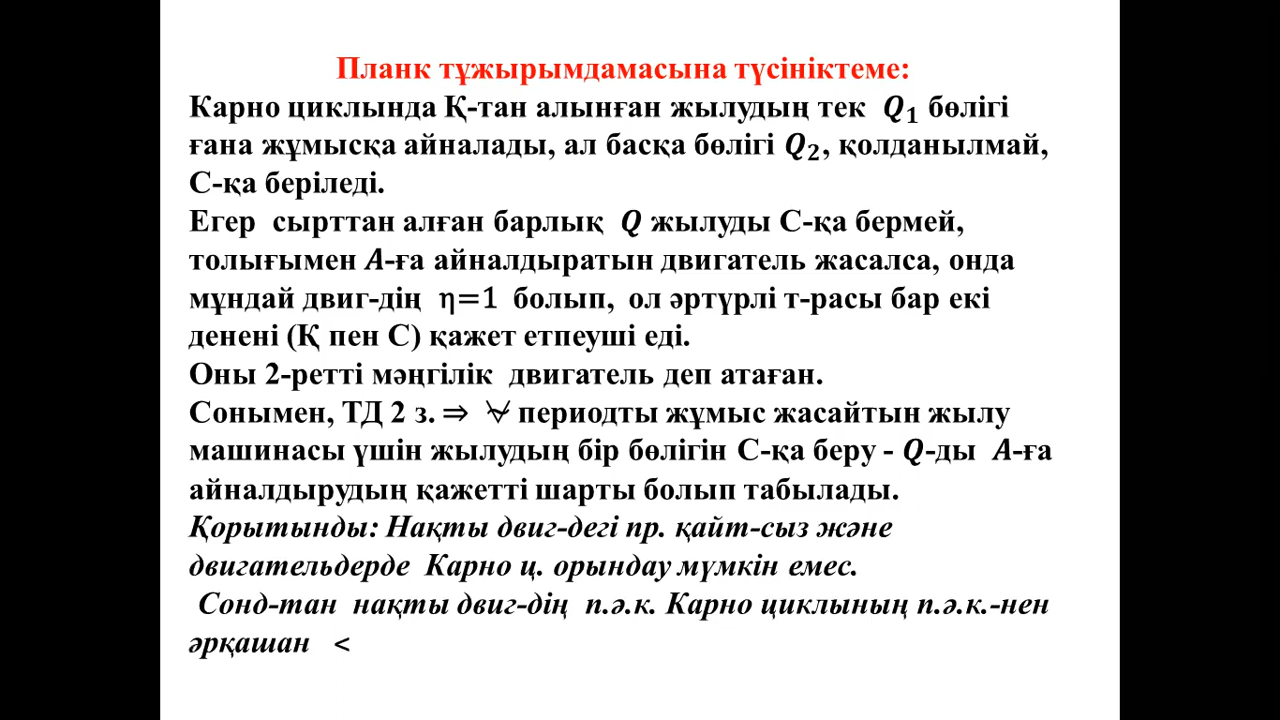 Планк тұжырымдамасына түсініктеме:
Карно циклында Қ-тан алынған жылудың тек Q₁ бөлігі
ғана жұмысқа айналады, ал басқа бөлігі Q₂, қолданылмай,
С-қа беріледі.
Егер сырттан алған барлық Q жылуды С-қа бермей,
толығымен A-ға айналдыратын двигатель жасалса, онда
мұндай двиг-дің η=1 болып, ол әртүрлі т-расы бар екі
денені (Қ пен С) қажет етпеуші еді.
Оны 2-ретті мәңгілік двигатель деп атаған.
Сонымен, ТД 2 з. ⇒ ∀ периодты жұмыс жасайтын жылу
машинасы үшін жылудың бір бөлігін С-қа беру - Q-ды A-ға
айналдырудың қажетті шарты болып табылады.
Қорытынды: Нақты двиг-дегі пр. қайт-сыз және
двигательдерде Карно ц. орындау мүмкін емес.
Сонд-тан нақты двиг-дің п.ә.к. Карно циклының п.ә.к.-нен
әрқашан <